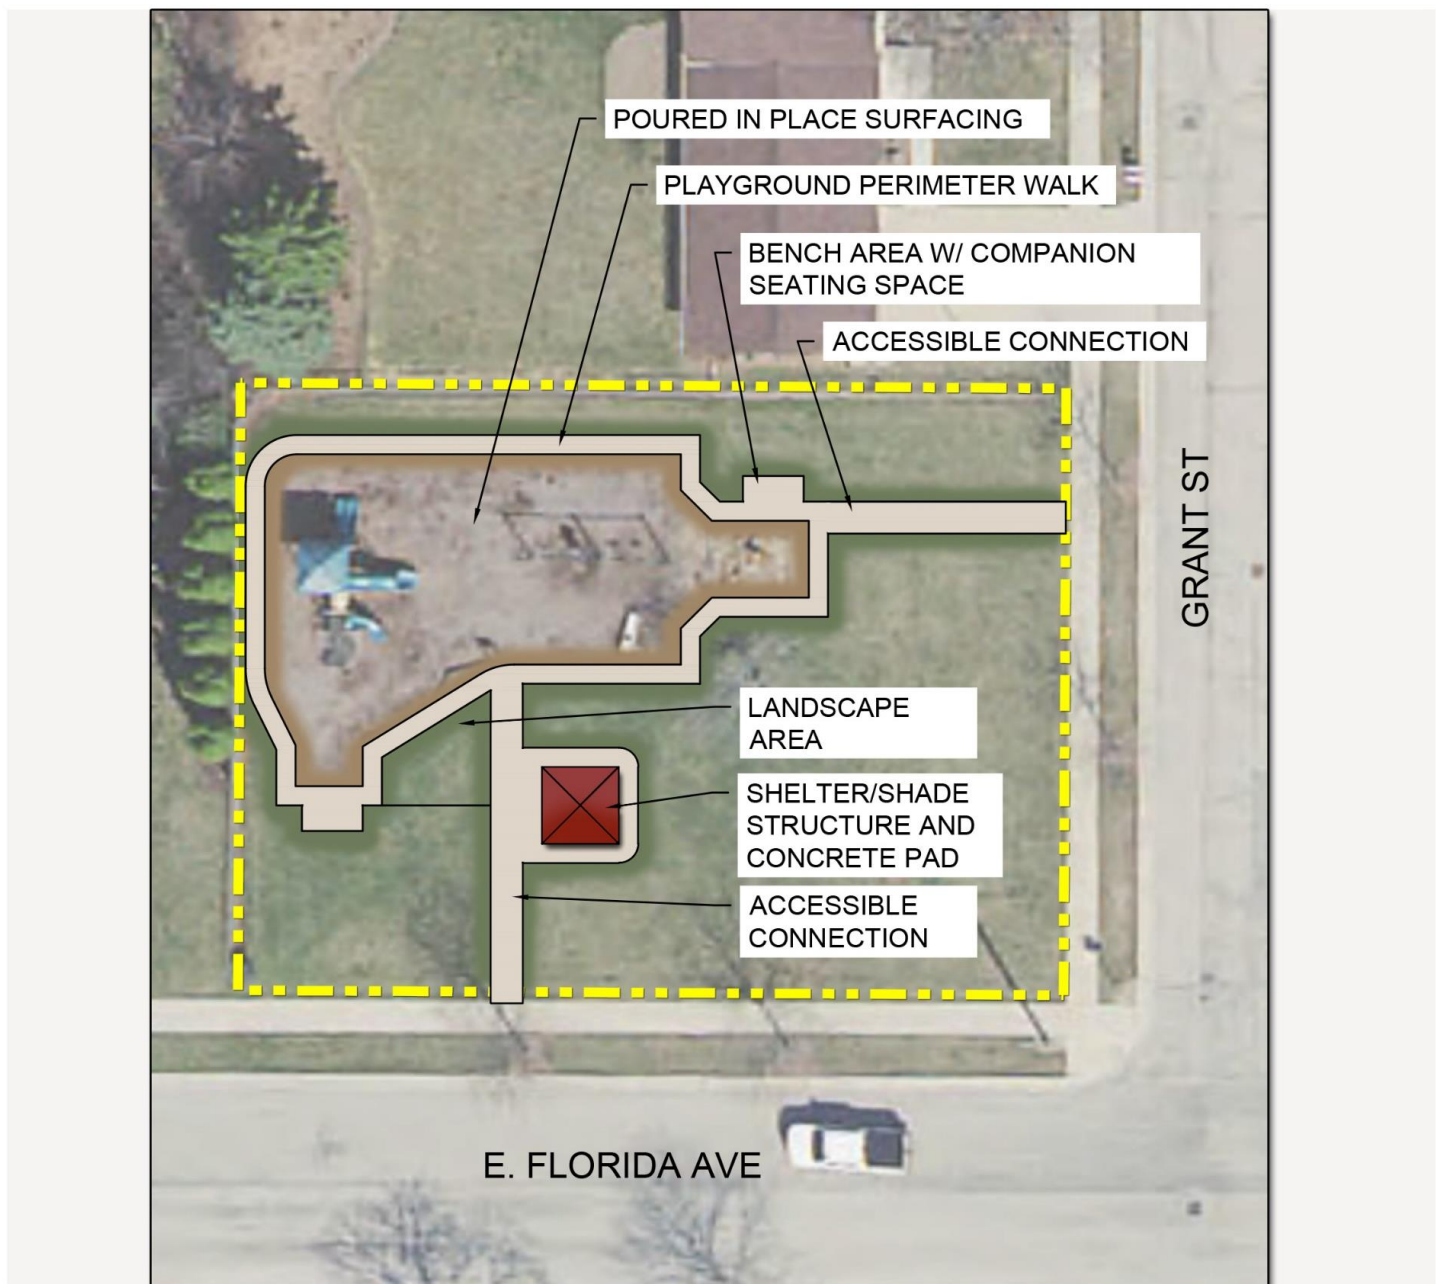 POURED IN PLACE SURFACING
PLAYGROUND PERIMETER WALK
BENCH AREA W/ COMPANION
SEATING SPACE
ACCESSIBLE CONNECTION
GRANT ST
LANDSCAPE
AREA
SHELTER/SHADE
STRUCTURE AND
CONCRETE PAD
ACCESSIBLE
CONNECTION
E. FLORIDA AVE